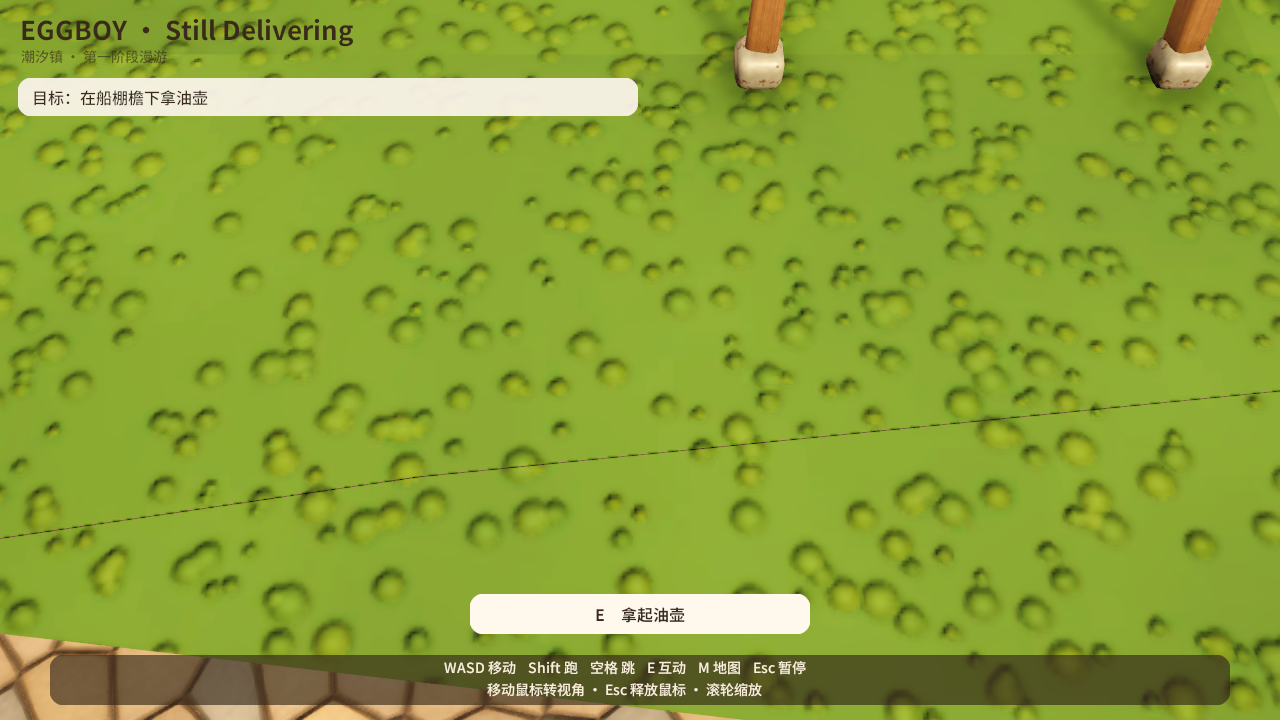 EGGBOY · Still Delivering
潮汐镇 · 第一阶段漫游
目标：在船棚檐下拿油壶
E 拿起油壶
WASD 移动 Shift 跑 空格 跳 E 互动 M 地图 Esc 暂停
移动鼠标转视角 · Esc 释放鼠标 · 滚轮缩放